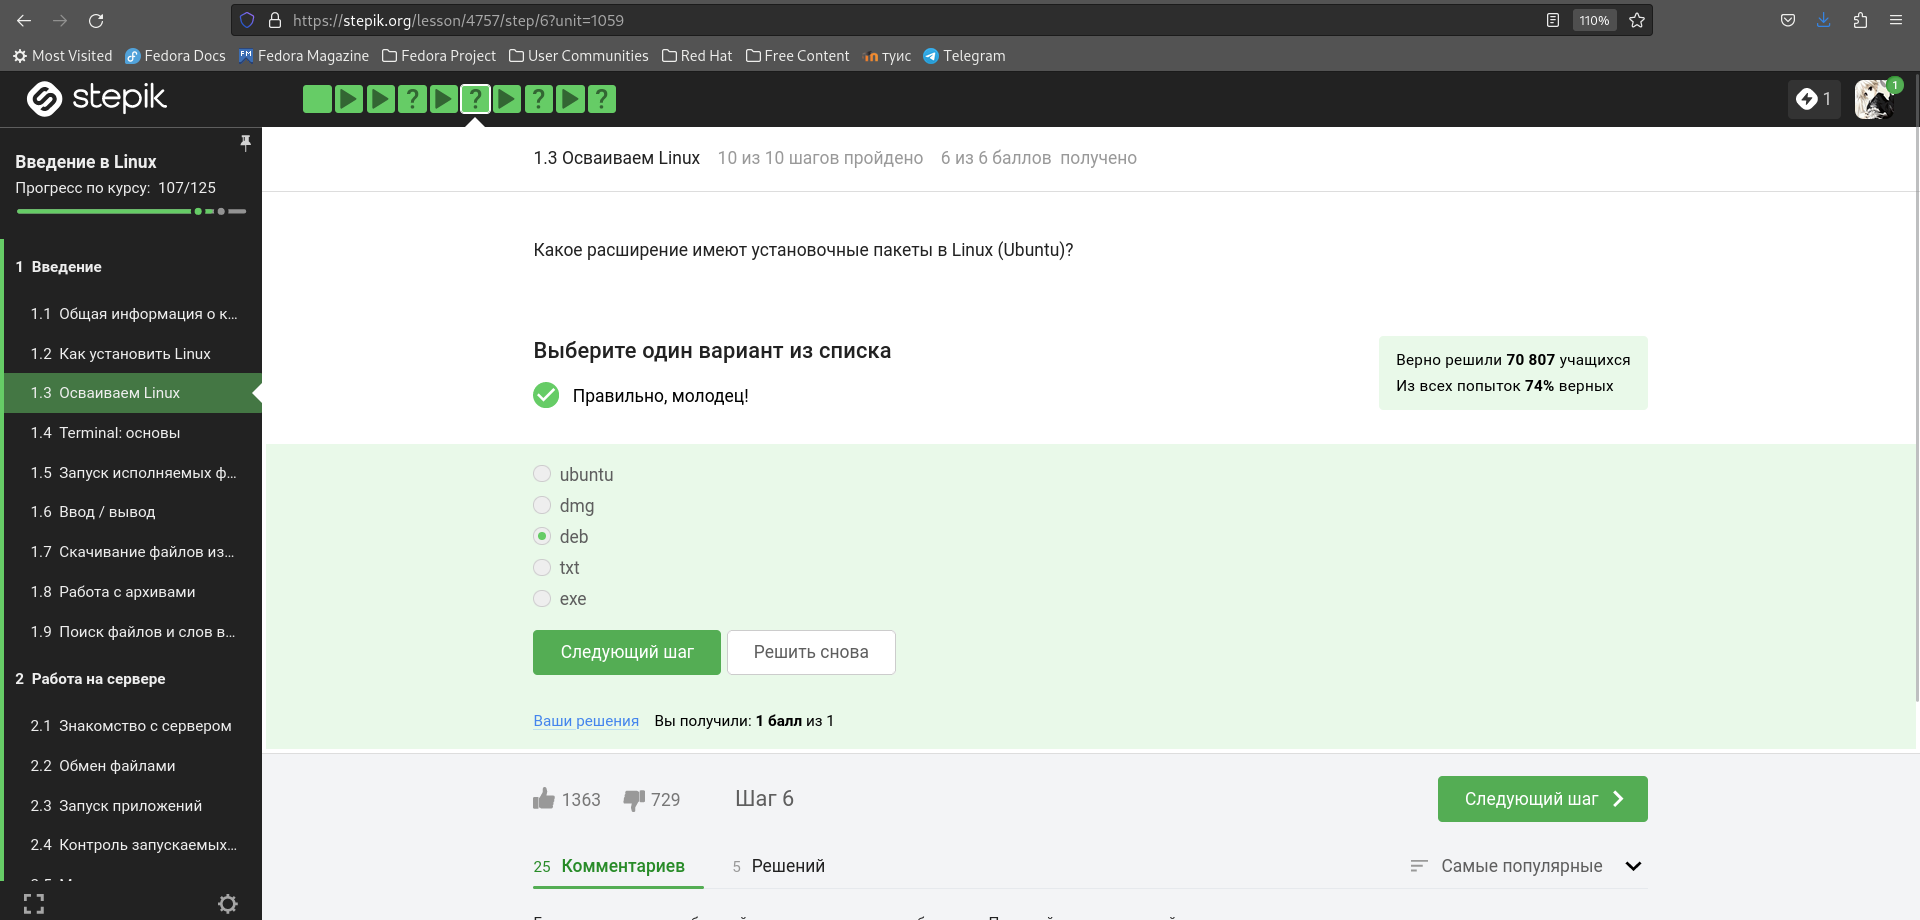 https://stepik.org/lesson/4757/step/6?unit=1059
110%
Most Visited
Fedora Docs
Fedora Magazine
Fedora Project
User Communities
Red Hat
Free Content
туис
Telegram
stepik
1
1
Введение в Linux
Прогресс по курсу: 107/125
1 Введение
1.1 Общая информация о к...
1.2 Как установить Linux
1.3 Осваиваем Linux
1.4 Terminal: основы
1.5 Запуск исполняемых ф...
1.6 Ввод / вывод
1.7 Скачивание файлов из...
1.8 Работа с архивами
1.9 Поиск файлов и слов в...
2 Работа на сервере
2.1 Знакомство с сервером
2.2 Обмен файлами
2.3 Запуск приложений
2.4 Контроль запускаемых...
1.3 Осваиваем Linux 10 из 10 шагов пройдено 6 из 6 баллов получено
Какое расширение имеют установочные пакеты в Linux (Ubuntu)?
Выберите один вариант из списка
Правильно, молодец!
Верно решили 70 807 учащихся
Из всех попыток 74% верных
ubuntu
dmg
deb
txt
exe
Следующий шаг
Решить снова
Ваши решения Вы получили: 1 балл из 1
1363
729
Шаг 6
Следующий шаг
25 Комментариев
5 Решений
Самые популярные